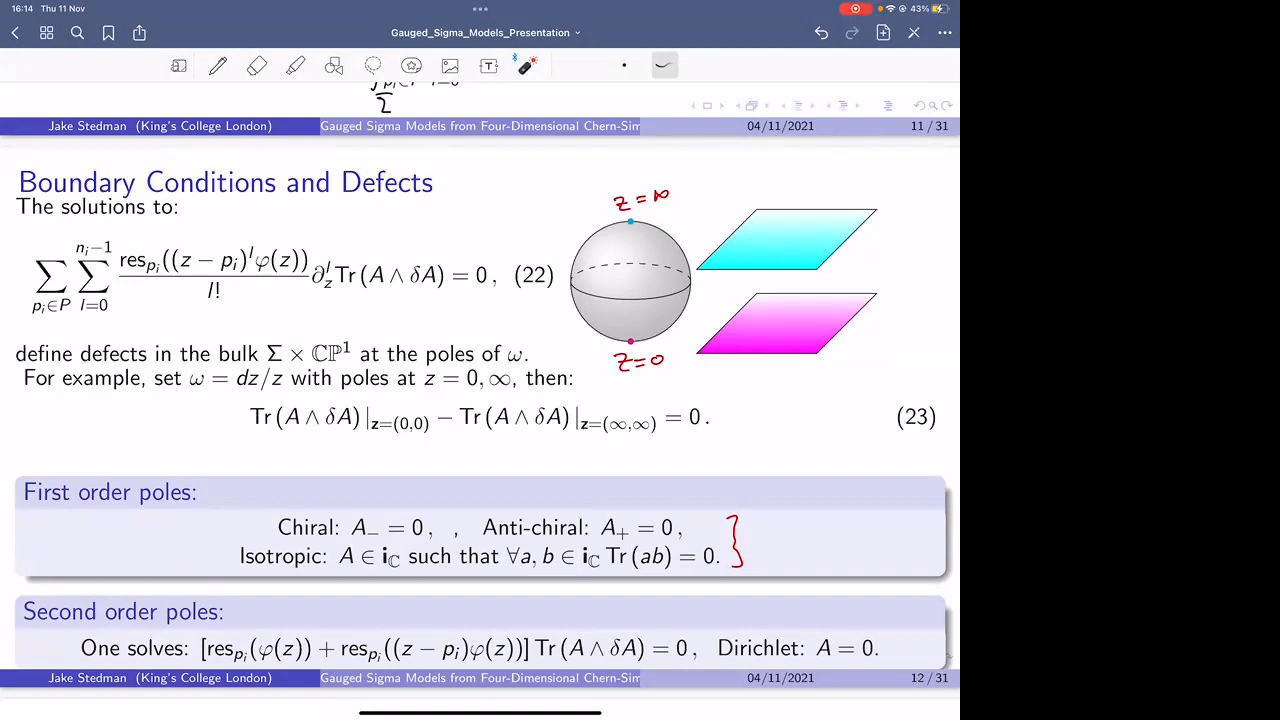 16:14 Thu 11 Nov
43%
Gauged_Sigma_Models_Presentation
T
Jake Stedman (King's College London) Gauged Sigma Models from Four-Dimensional Chern-Sim 04/11/2021 11 / 31
Boundary Conditions and Defects
The solutions to:
z = ∞
∑_{p_i∈P} ∑_{l=0}^{n_i−1} res_{p_i}((z − p_i)^l φ(z)) / l! ∂_z^l Tr (A ∧ δA) = 0 , (22)
z=0
define defects in the bulk Σ × ℂℙ¹ at the poles of ω.
For example, set ω = dz/z with poles at z = 0, ∞, then:
Tr (A ∧ δA) |_{z=(0,0)} − Tr (A ∧ δA) |_{z=(∞,∞)} = 0 . (23)
First order poles:
Chiral: A_− = 0 , , Anti-chiral: A_+ = 0 ,
Isotropic: A ∈ i_ℂ such that ∀a, b ∈ i_ℂ Tr (ab) = 0.
Second order poles:
One solves: [res_{p_i}(φ(z)) + res_{p_i}((z − p_i)φ(z))] Tr (A ∧ δA) = 0 , Dirichlet: A = 0.
Jake Stedman (King's College London) Gauged Sigma Models from Four-Dimensional Chern-Sim 04/11/2021 12 / 31